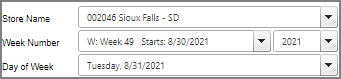 Store Name 002046 Sioux Falls - SD
Week Number W: Week 49 Starts: 8/30/2021 2021
Day of Week Tuesday, 8/31/2021